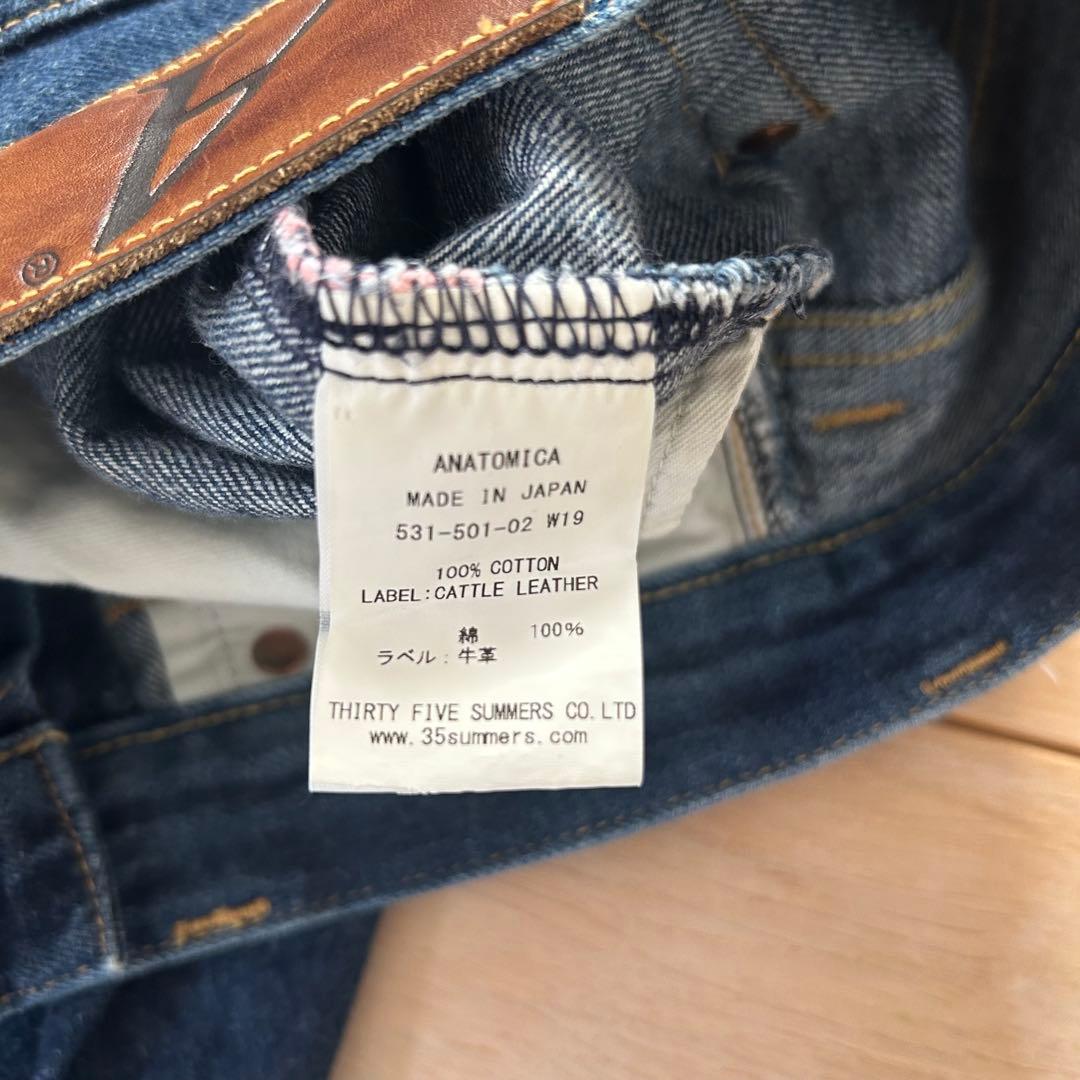 ®
ANATOMICA
MADE IN JAPAN
531-501-02 W19
100% COTTON
LABEL:CATTLE LEATHER
綿 100%
ラベル:牛革
THIRTY FIVE SUMMERS CO.LTD
www.35summers.com